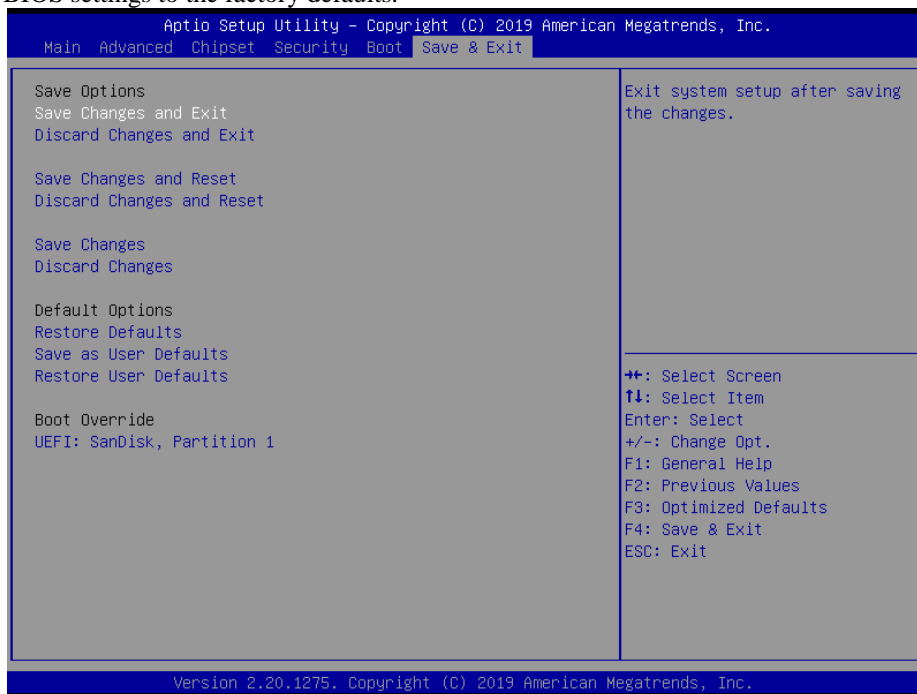 BIOS settings to the factory defaults.
Aptio Setup Utility – Copyright (C) 2019 American Megatrends, Inc.
Main Advanced Chipset Security Boot Save & Exit
Save Options
Save Changes and Exit
Discard Changes and Exit
Save Changes and Reset
Discard Changes and Reset
Save Changes
Discard Changes
Default Options
Restore Defaults
Save as User Defaults
Restore User Defaults
Boot Override
UEFI: SanDisk, Partition 1
Exit system setup after saving
the changes.
→←: Select Screen
↑↓: Select Item
Enter: Select
+/-: Change Opt.
F1: General Help
F2: Previous Values
F3: Optimized Defaults
F4: Save & Exit
ESC: Exit
Version 2.20.1275. Copyright (C) 2019 American Megatrends, Inc.